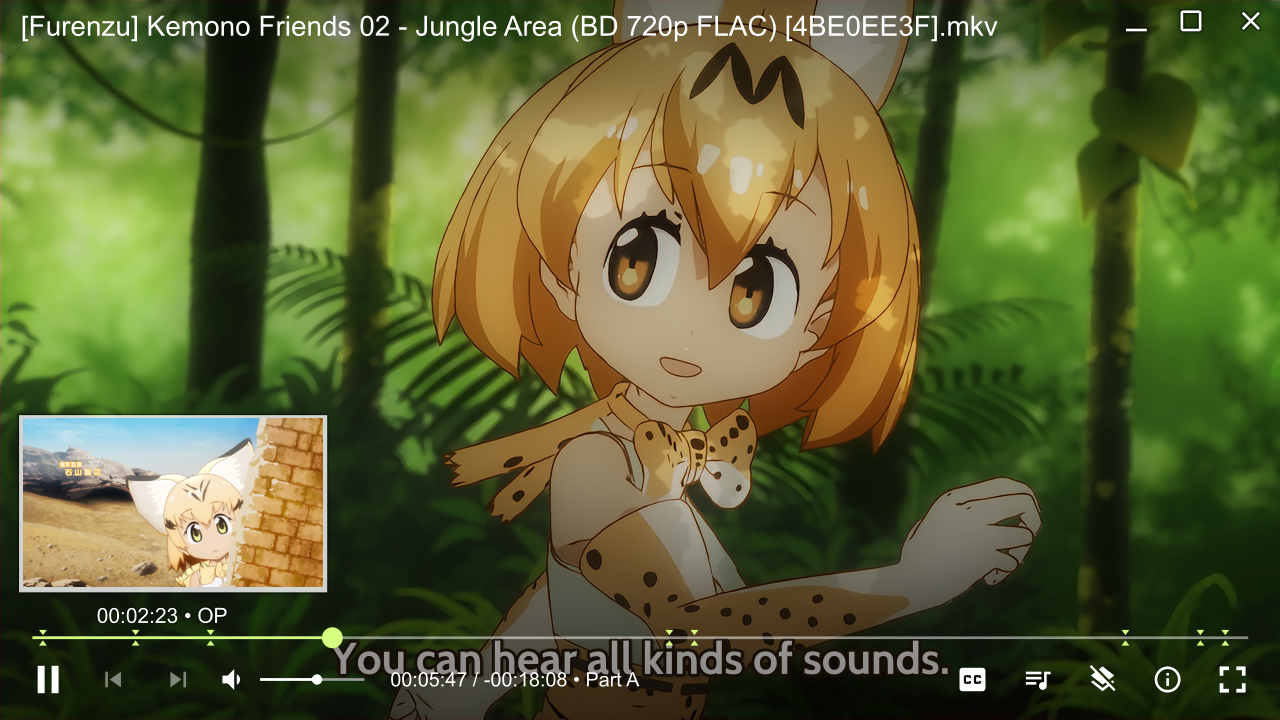 [Furenzu] Kemono Friends 02 - Jungle Area (BD 720p FLAC) [4BE0EE3F].mkv
00:02:23 • OP
You can hear all kinds of sounds.
00:05:47 / -00:18:08 • Part A
CC